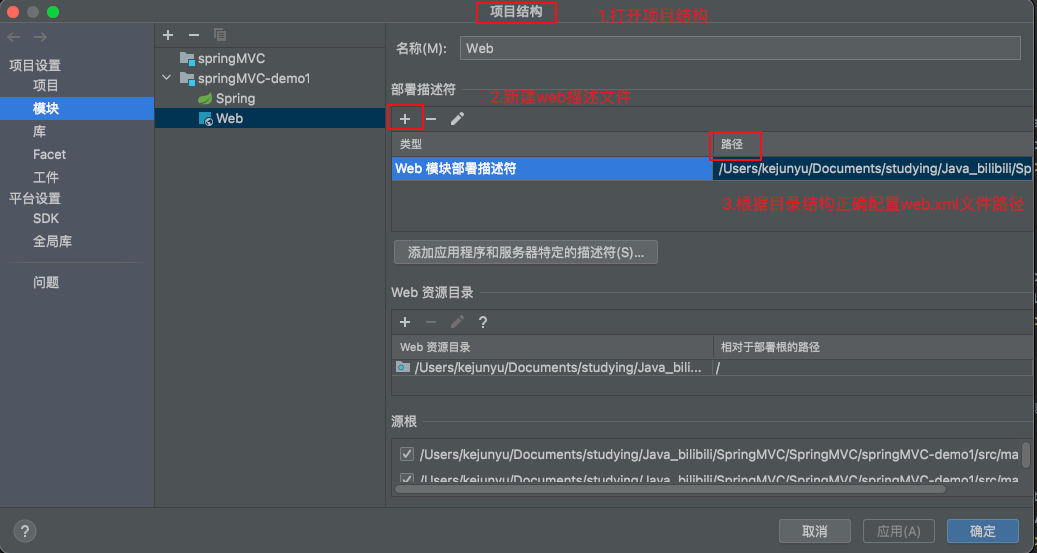 项目结构
1.打开项目结构
项目设置
项目
模块
库
Facet
工件
平台设置
SDK
全局库
问题
springMVC
springMVC-demo1
Spring
Web
名称(M):
Web
部署描述符
2.新建web描述文件
类型
路径
Web 模块部署描述符
/Users/kejunyu/Documents/studying/Java_bilibili/Sp
3.根据目录结构正确配置web.xml文件路径
添加应用程序和服务器特定的描述符(S)...
Web 资源目录
?
Web 资源目录
相对于部署根的路径
/Users/kejunyu/Documents/studying/Java_bili...
/
源根
/Users/kejunyu/Documents/studying/Java_bilibili/SpringMVC/SpringMVC/springMVC-demo1/src/ma
/Users/kejunyu/Documents/studying/Java_bilibili/SpringMVC/SpringMVC/springMVC-demo1/src/ma
?
取消
应用(A)
确定